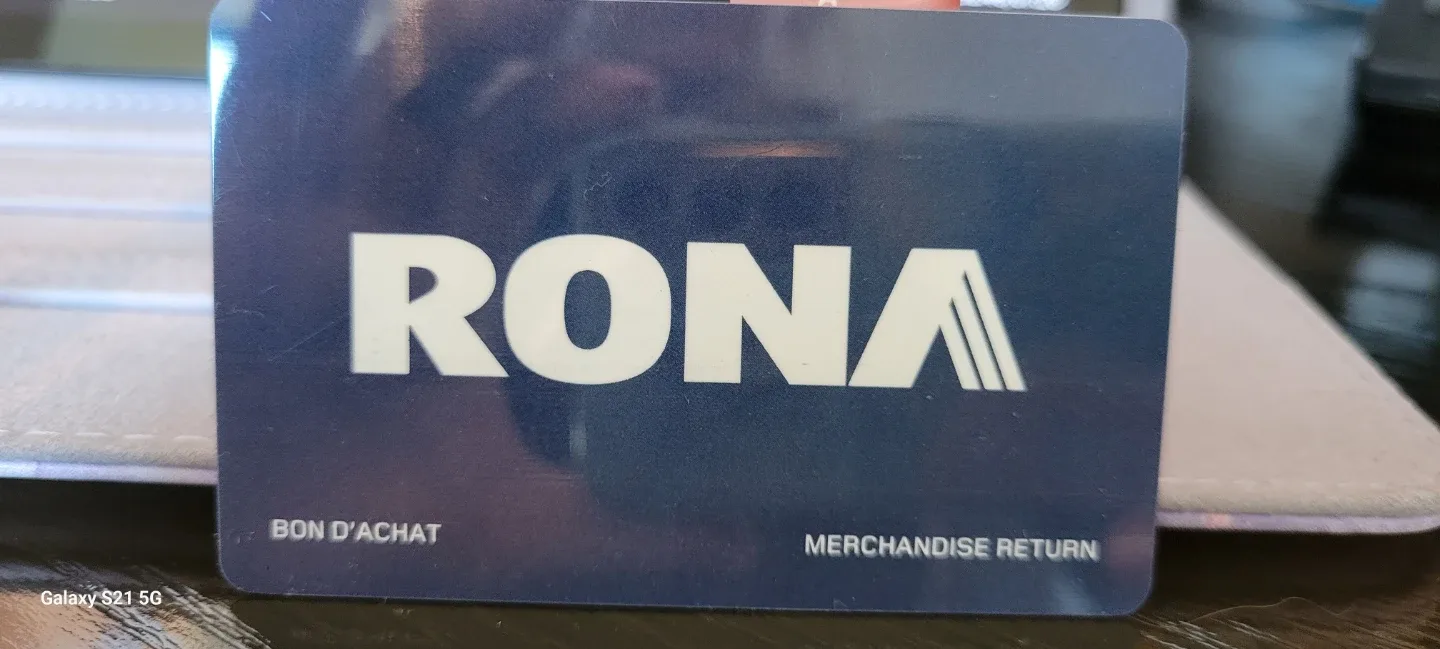 RONA
BON D'ACHAT
MERCHANDISE RETURN
Galaxy S21 5G